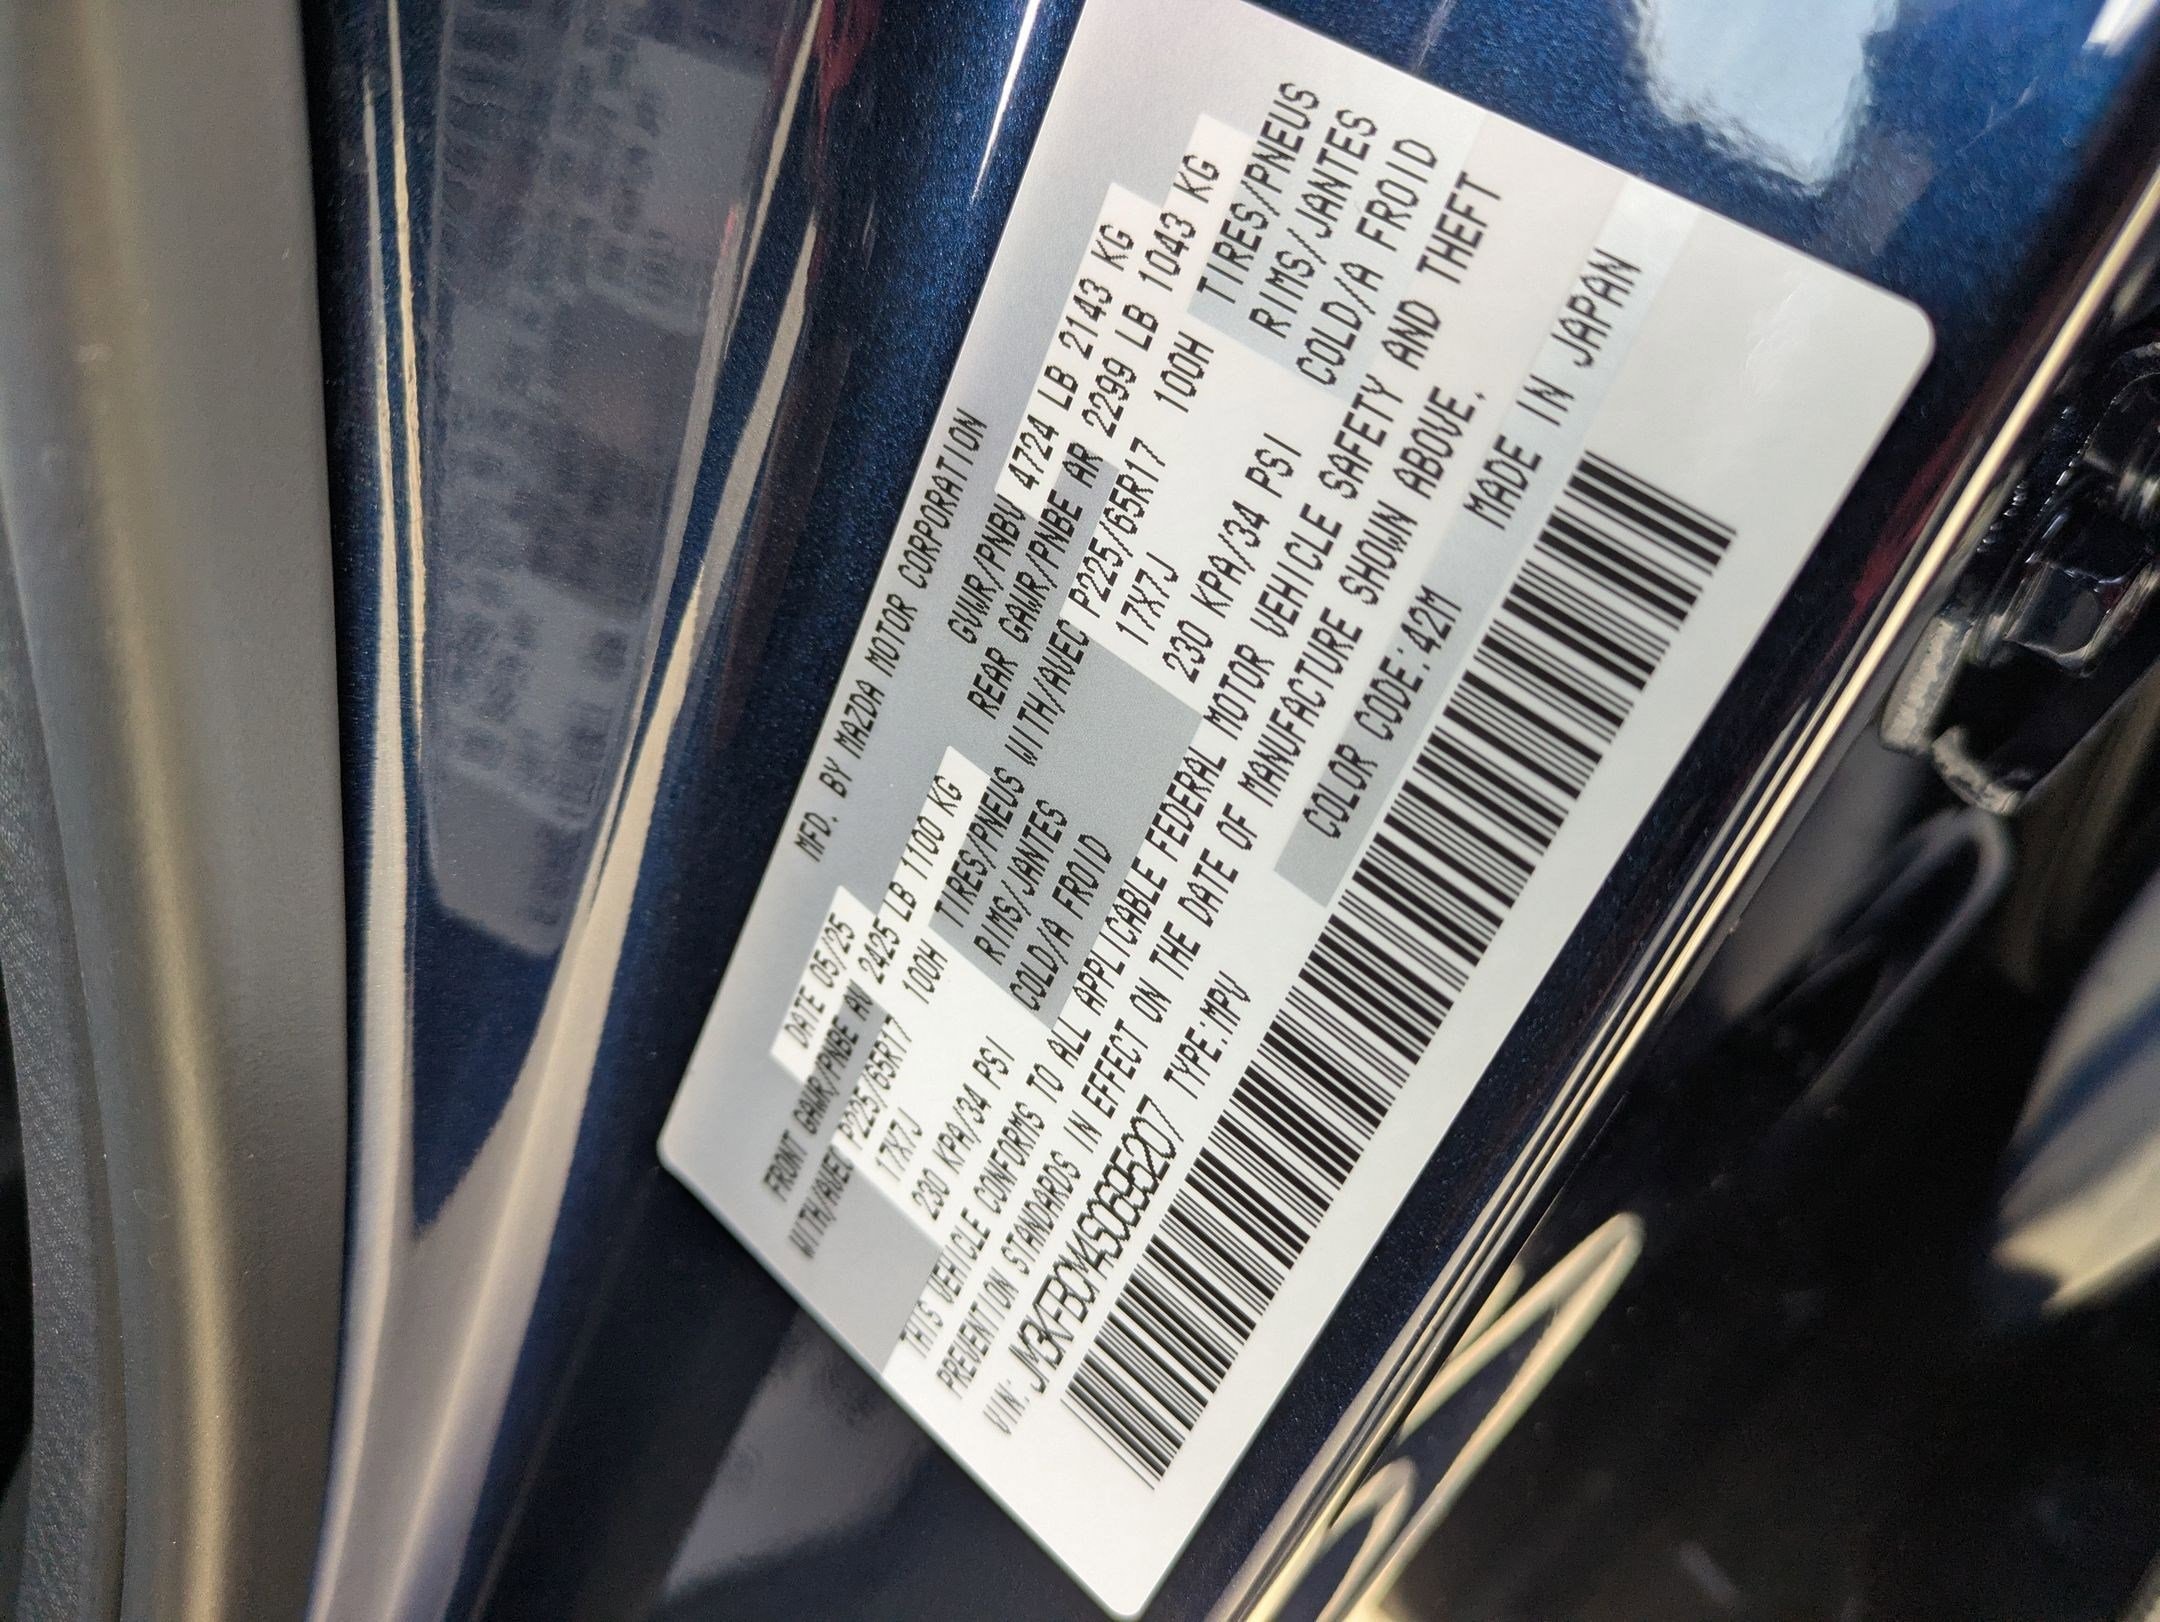 MFD. BY MAZDA MOTOR CORPORATION
DATE 05/25 GVWR/PNBV 4724 LB 2143 KG
FRONT GAWR/PNBE AV 2425 LB 1100 KG REAR GAWR/PNBE AR 2299 LB 1043 KG
WITH/AVEC P225/65R17 100H TIRES/PNEUS WITH/AVEC P225/65R17 100H TIRES/PNEUS
17X7J RIMS/JANTES 17X7J RIMS/JANTES
230 KPA/34 PSI COLD/A FROID 230 KPA/34 PSI COLD/A FROID
THIS VEHICLE CONFORMS TO ALL APPLICABLE FEDERAL MOTOR VEHICLE SAFETY AND THEFT
PREVENTION STANDARDS IN EFFECT ON THE DATE OF MANUFACTURE SHOWN ABOVE.
VIN: JM3KFBCM4S0695207 TYPE:MPV COLOR CODE:42M MADE IN JAPAN